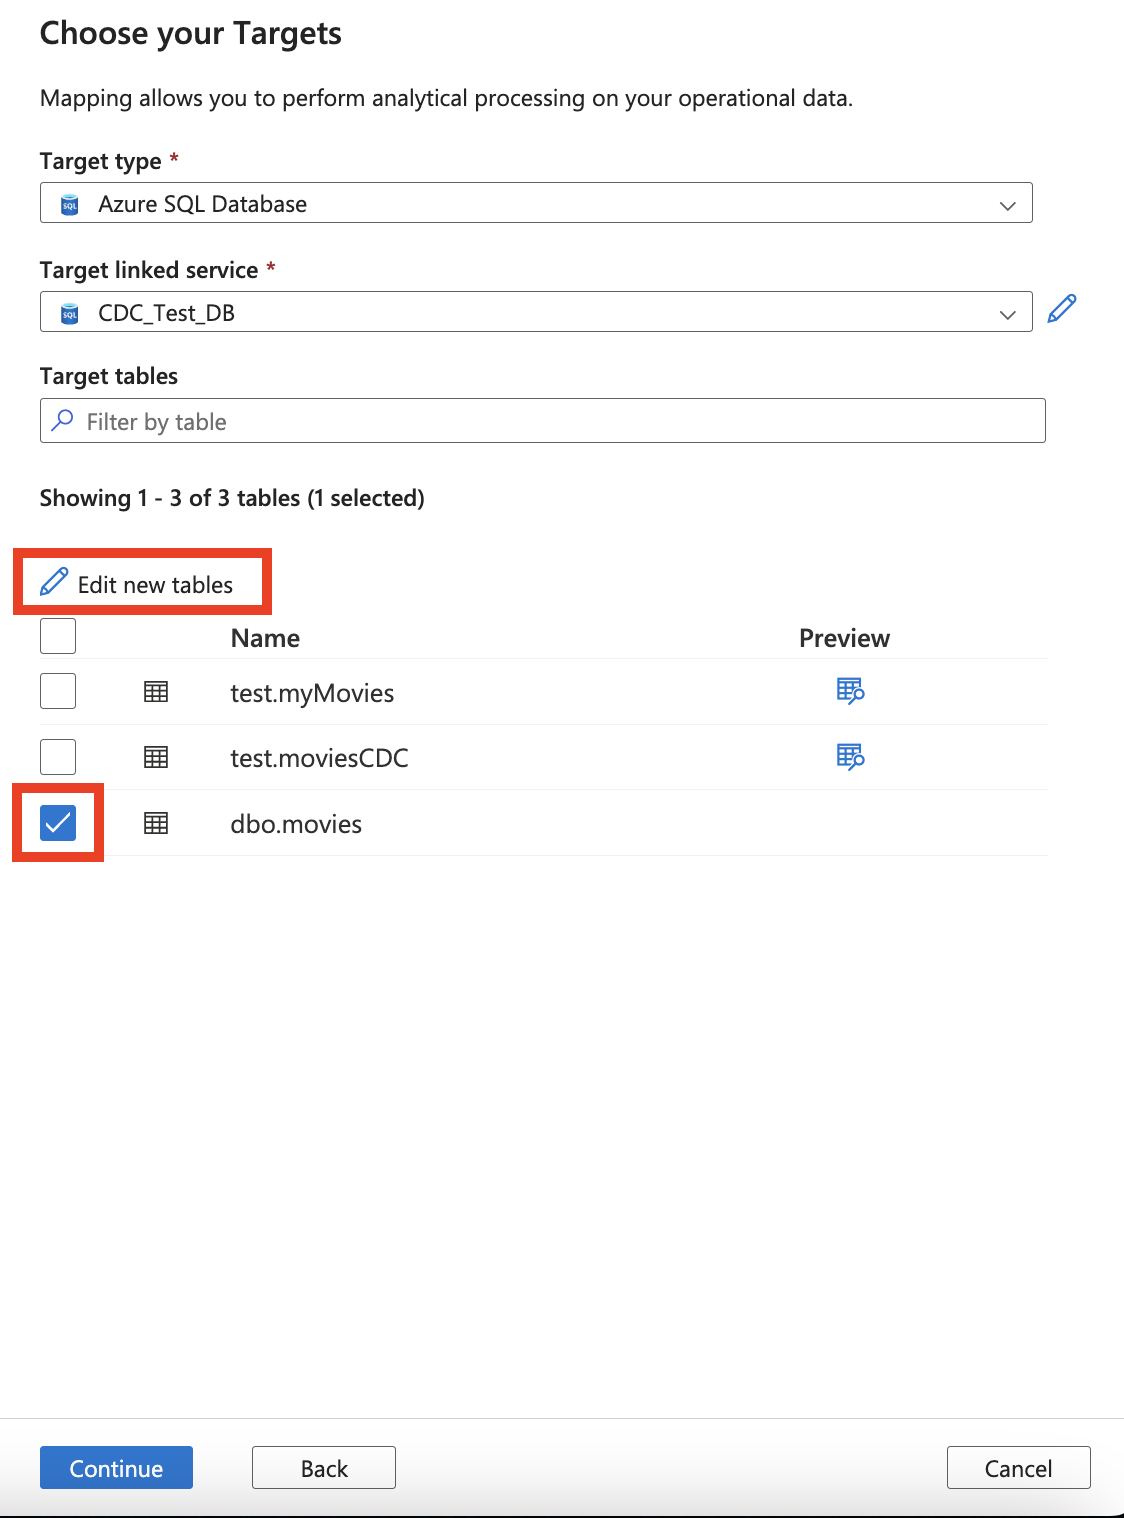 Choose your Targets
Mapping allows you to perform analytical processing on your operational data.
Target type *
SQL Azure SQL Database
Target linked service *
SQL CDC_Test_DB
Target tables
Filter by table
Showing 1 - 3 of 3 tables (1 selected)
Edit new tables
Name Preview
test.myMovies
test.moviesCDC
dbo.movies
Continue Back Cancel